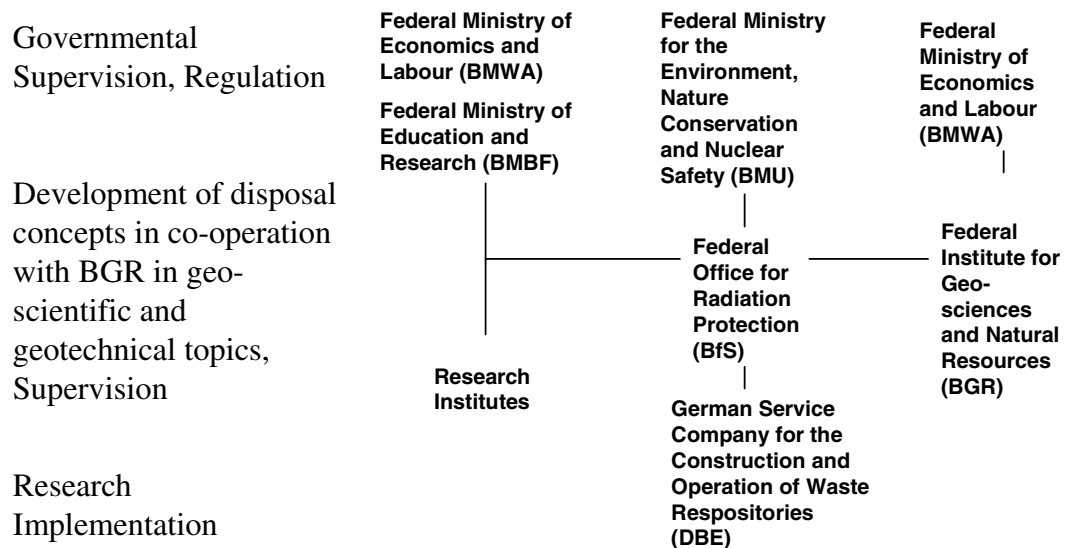 Governmental
Supervision, Regulation
Federal Ministry of
Economics and
Labour (BMWA)
Federal Ministry of
Education and
Research (BMBF)
Federal Ministry
for the
Environment,
Nature
Conservation
and Nuclear
Safety (BMU)
Federal
Ministry of
Economics
and Labour
(BMWA)
Development of disposal
concepts in co-operation
with BGR in geo-
scientific and
geotechnical topics,
Supervision
Research
Institutes
Federal
Office for
Radiation
Protection
(BfS)
Federal
Institute for
Geo-
sciences
and Natural
Resources
(BGR)
Research
Implementation
German Service
Company for the
Construction and
Operation of Waste
Respositories
(DBE)